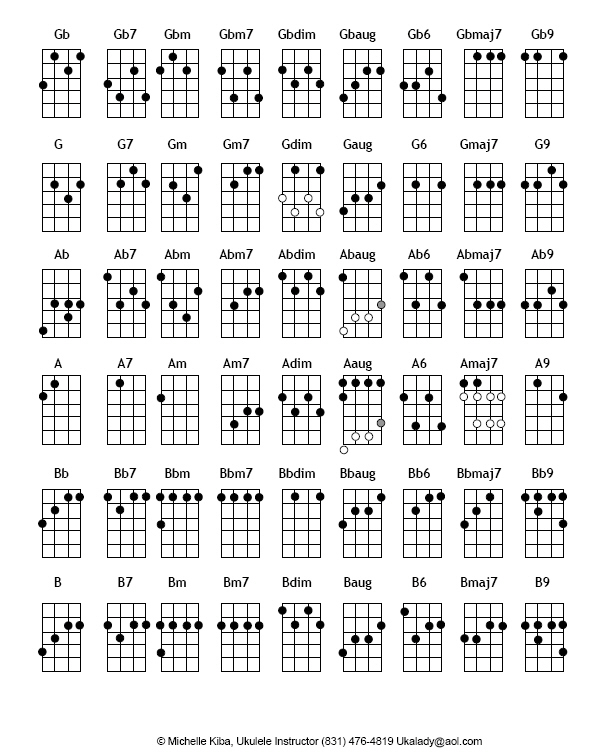 Gb Gb7 Gbm Gbm7 Gbdim Gbaug Gb6 Gbmaj7 Gb9
G G7 Gm Gm7 Gdim Gaug G6 Gmaj7 G9
Ab Ab7 Abm Abm7 Abdim Abaug Ab6 Abmaj7 Ab9
A A7 Am Am7 Adim Aaug A6 Amaj7 A9
Bb Bb7 Bbm Bbm7 Bbdim Bbaug Bb6 Bbmaj7 Bb9
B B7 Bm Bm7 Bdim Baug B6 Bmaj7 B9
© Michelle Kiba, Ukulele Instructor (831) 476-4819 Ukalady@aol.com